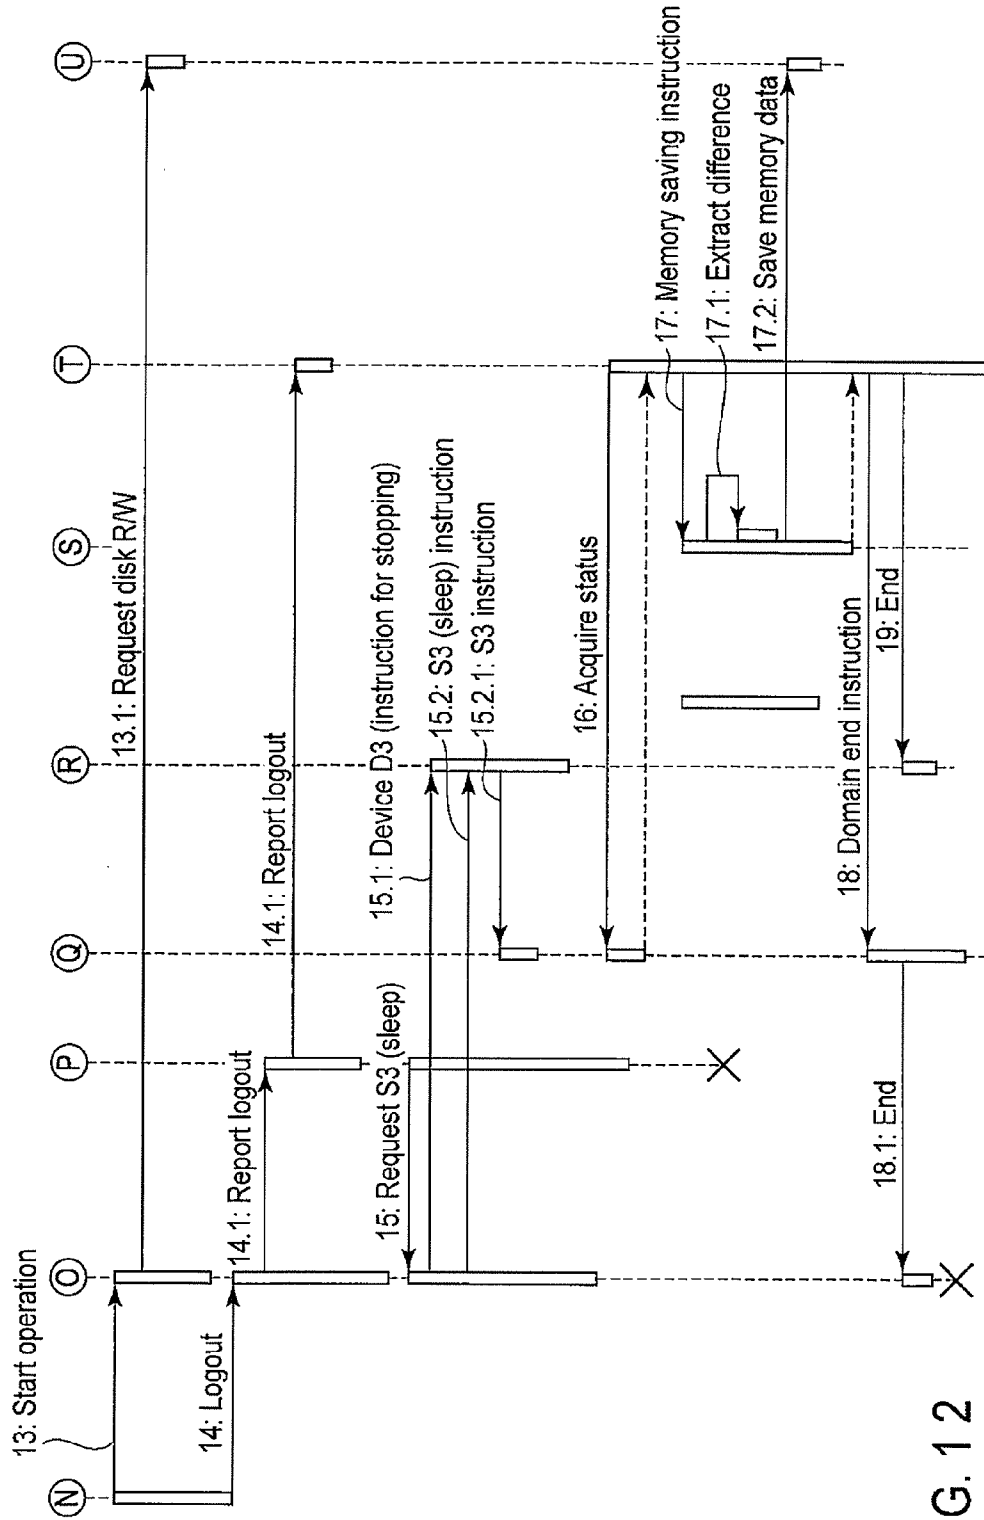 N
O
P
Q
R
S
T
U
13: Start operation
13.1: Request disk R/W
14: Logout
14.1: Report logout
14.1: Report logout
15: Request S3 (sleep)
15.1: Device D3 (instruction for stopping)
15.2: S3 (sleep) instruction
15.2.1: S3 instruction
16: Acquire status
17: Memory saving instruction
17.1: Extract difference
17.2: Save memory data
18: Domain end instruction
18.1: End
19: End
G. 12